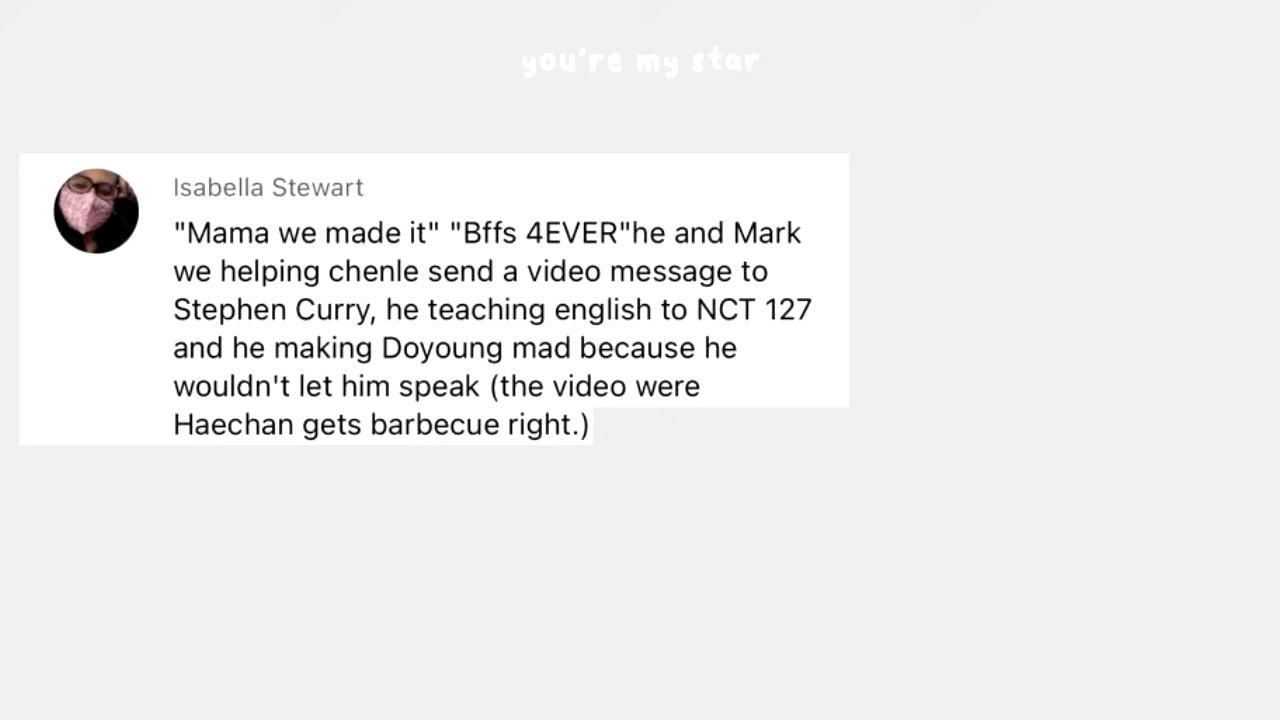 you're my star
Isabella Stewart
"Mama we made it" "Bffs 4EVER"he and Mark
we helping chenle send a video message to
Stephen Curry, he teaching english to NCT 127
and he making Doyoung mad because he
wouldn't let him speak (the video were
Haechan gets barbecue right.)